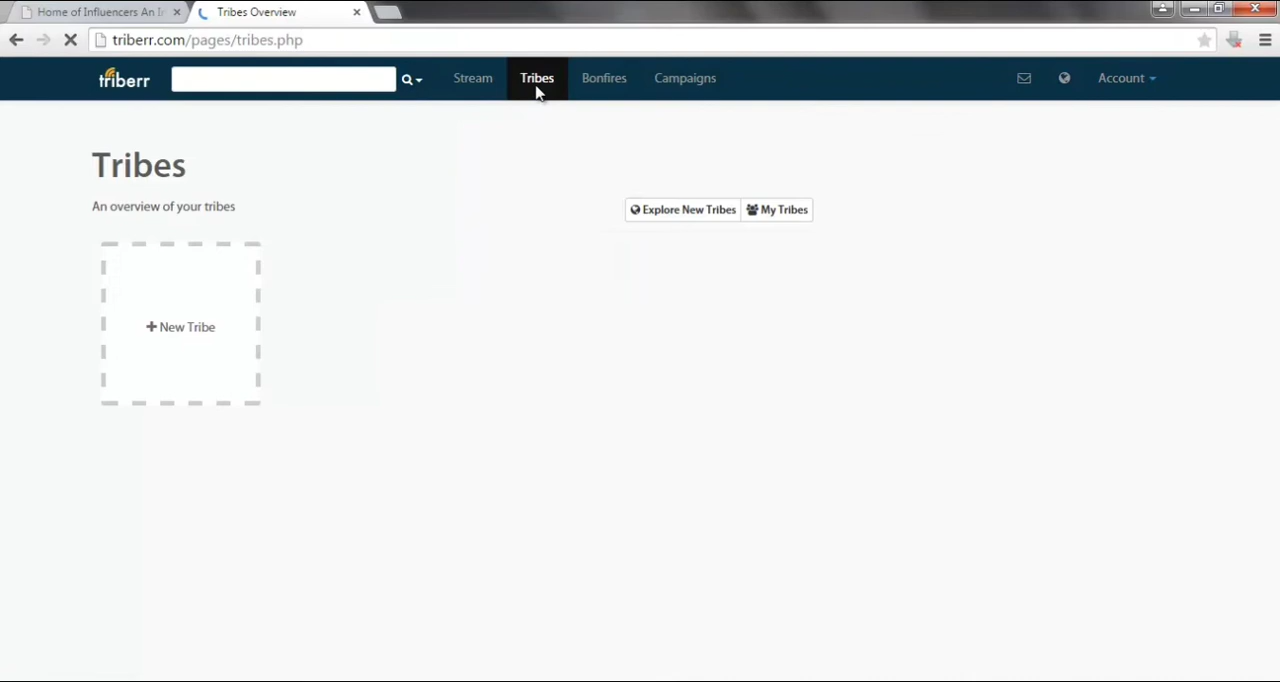 Home of Influencers An I
Tribes Overview
triberr.com/pages/tribes.php
triberr
Stream
Tribes
Bonfires
Campaigns
Account
Tribes
An overview of your tribes
Explore New Tribes
My Tribes
New Tribe